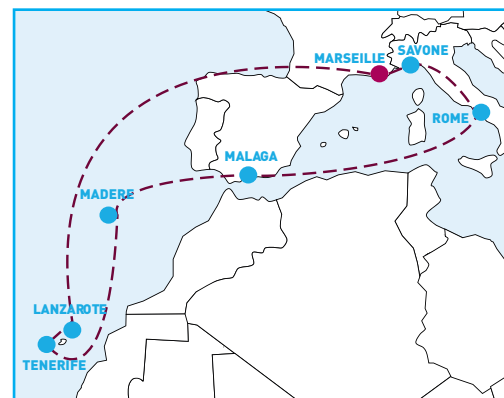 SAVONE
MARSEILLE
ROME
MALAGA
MADERE
LANZAROTE
TENERIFE